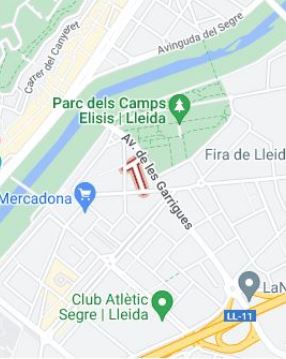 Carrer del Canyeret
Avinguda del Segre
Parc dels Camps
Elisis | Lleida
Av. de les Garrigues
Fira de Lleid
Mercadona
Club Atlètic
Segre | Lleida
LaN
LL-11